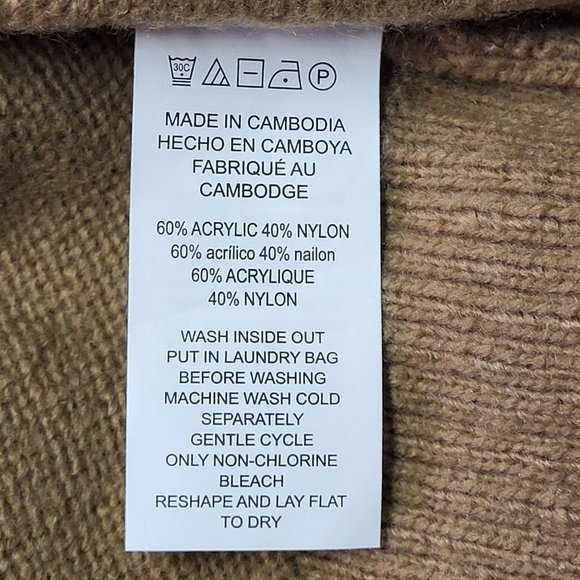 30C P
MADE IN CAMBODIA
HECHO EN CAMBOYA
FABRIQUÉ AU
CAMBODGE
60% ACRYLIC 40% NYLON
60% acrílico 40% nailon
60% ACRYLIQUE
40% NYLON
WASH INSIDE OUT
PUT IN LAUNDRY BAG
BEFORE WASHING
MACHINE WASH COLD
SEPARATELY
GENTLE CYCLE
ONLY NON-CHLORINE
BLEACH
RESHAPE AND LAY FLAT
TO DRY